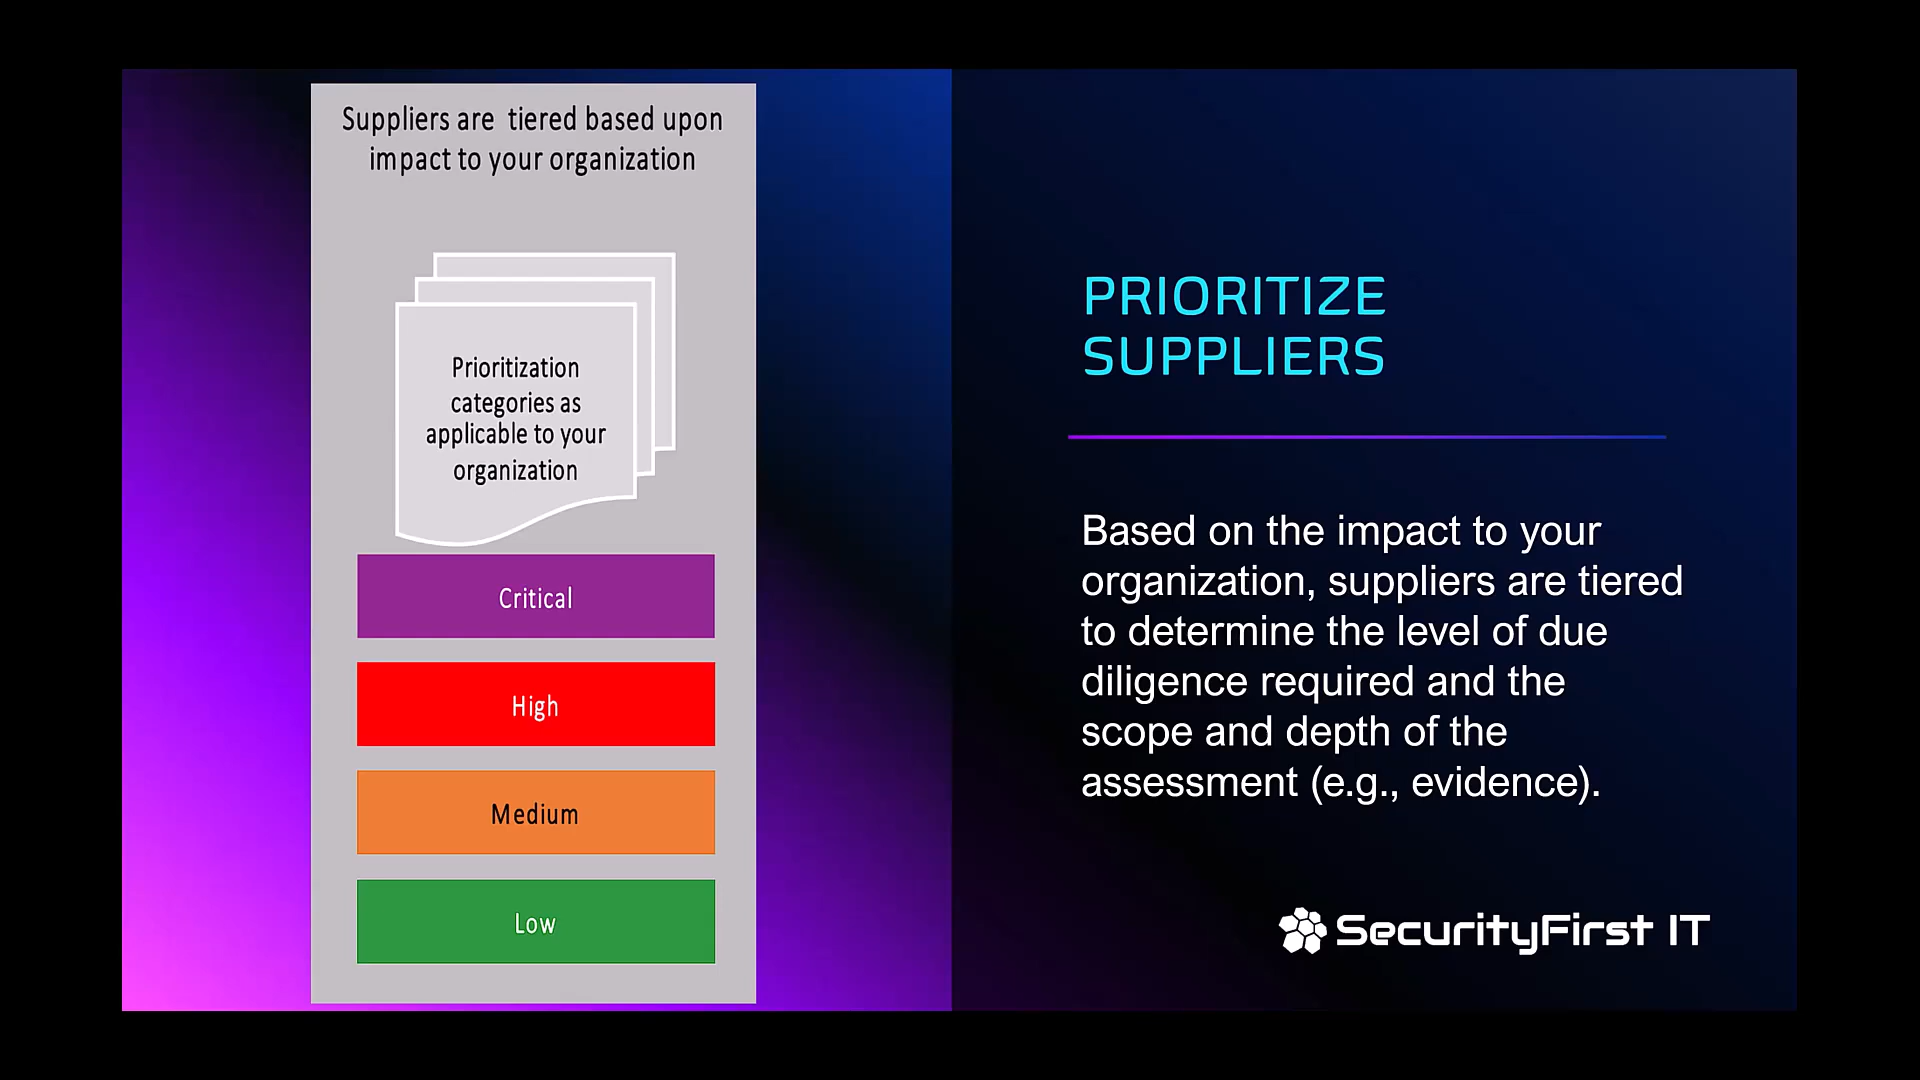 Suppliers are tiered based upon
impact to your organization
Prioritization
categories as
applicable to your
organization
Critical
High
Medium
Low
PRIORITIZE
SUPPLIERS
Based on the impact to your
organization, suppliers are tiered
to determine the level of due
diligence required and the
scope and depth of the
assessment (e.g., evidence).
SecurityFirst IT